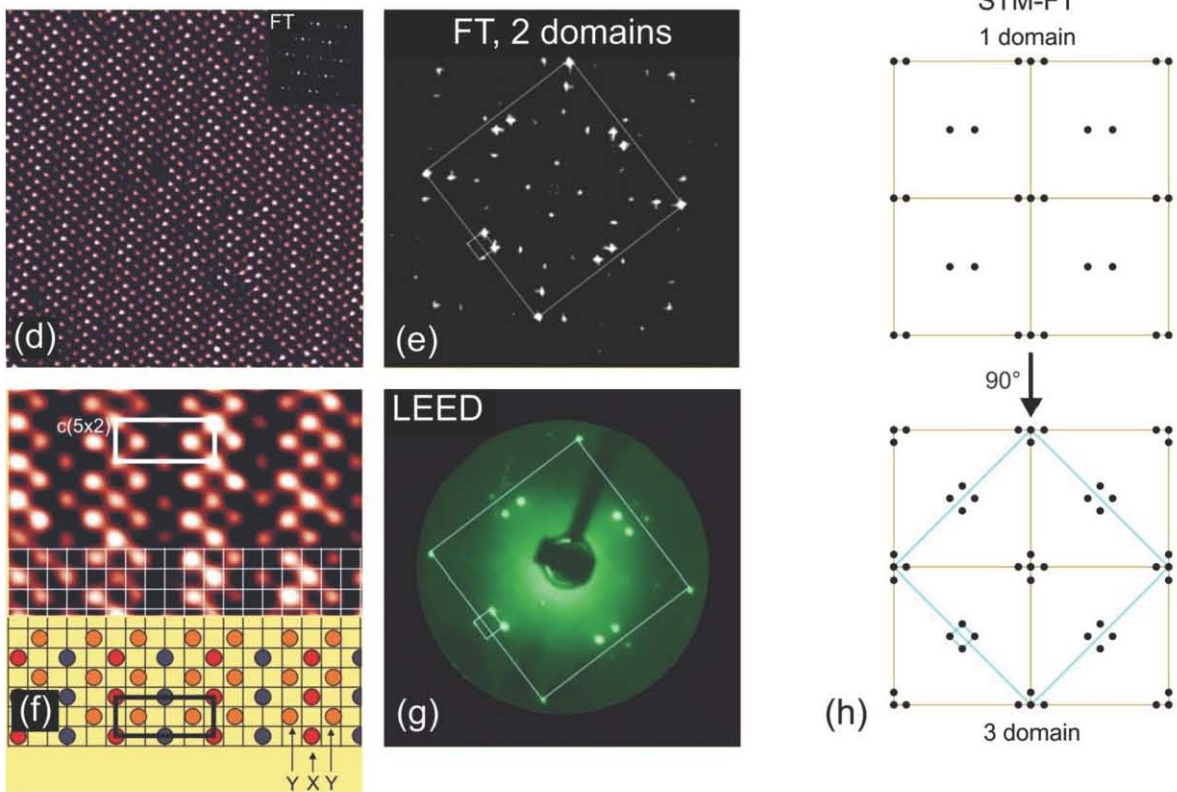 FT
(d)
FT, 2 domains
(e)
STM-FT
1 domain
90°
3 domain
(h)
c(5x2)
(f)
Y X Y
LEED
(g)